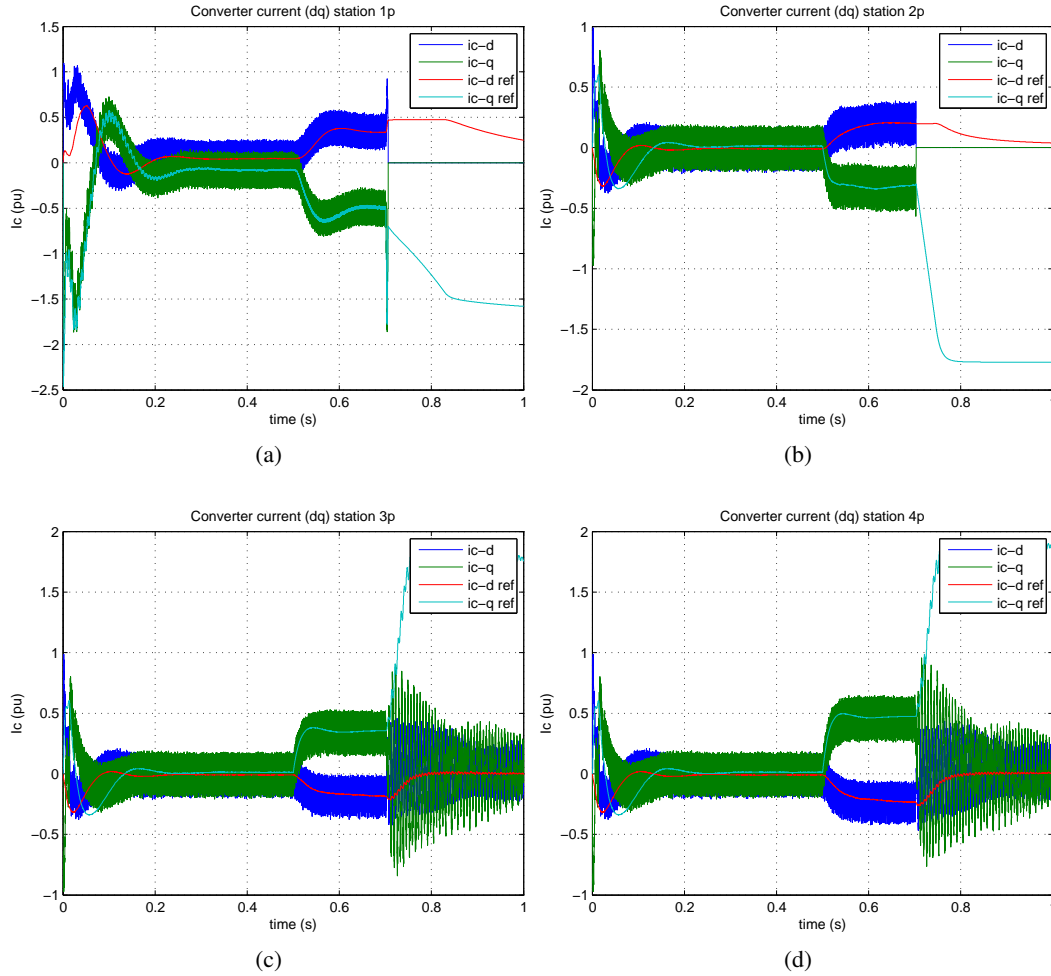 Converter current (dq) station 1p
1.5
1
0.5
0
−0.5
−1
−1.5
−2
−2.5
Ic (pu)
0
0.2
0.4
0.6
0.8
1
time (s)
ic−d
ic−q
ic−d ref
ic−q ref
(a)
Converter current (dq) station 2p
1
0.5
0
−0.5
−1
−1.5
−2
Ic (pu)
0
0.2
0.4
0.6
0.8
1
time (s)
ic−d
ic−q
ic−d ref
ic−q ref
(b)
Converter current (dq) station 3p
2
1.5
1
0.5
0
−0.5
−1
Ic (pu)
0
0.2
0.4
0.6
0.8
1
time (s)
ic−d
ic−q
ic−d ref
ic−q ref
(c)
Converter current (dq) station 4p
2
1.5
1
0.5
0
−0.5
−1
Ic (pu)
0
0.2
0.4
0.6
0.8
1
time (s)
ic−d
ic−q
ic−d ref
ic−q ref
(d)